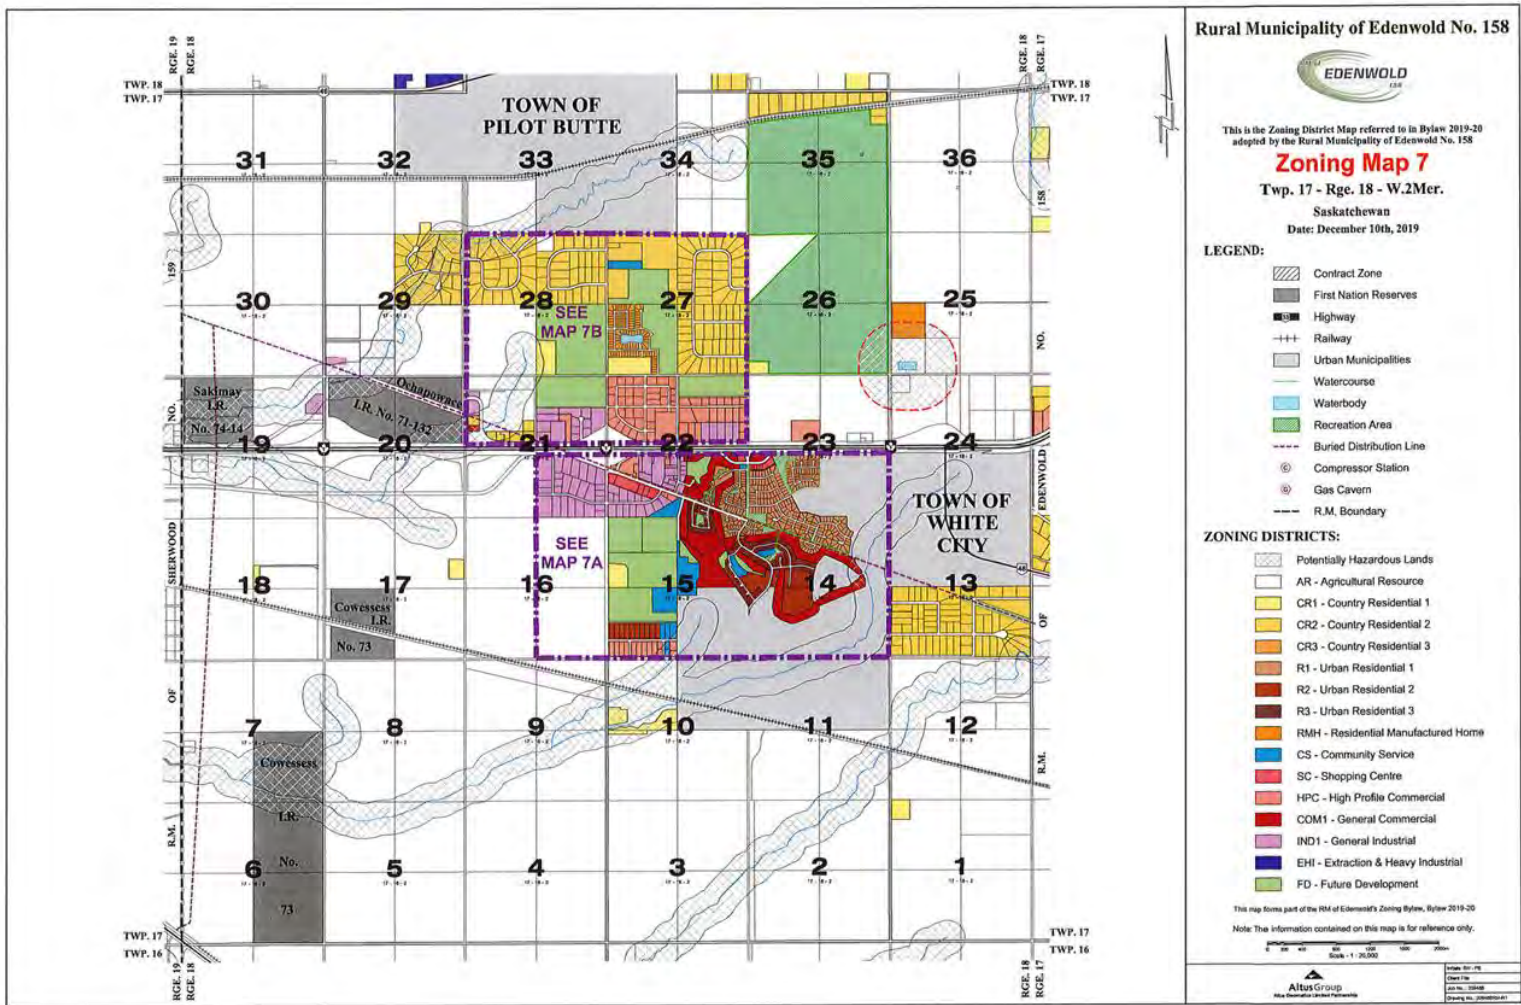 RGE. 19
RGE. 18
RGE. 18
RGE. 17
TWP. 18
TWP. 17
TWP. 18
TWP. 17
TOWN OF
PILOT BUTTE
31
32
33
34
35
36
159
158
30
29
28
27
26
25
SEE
MAP 7B
NO.
NO.
Sakimay
I.R.
No. 74-14
Ochapowace
I.R. No. 71-132
19
20
21
22
23
24
SHERWOOD
EDENWOLD
TOWN OF
WHITE
CITY
SEE
MAP 7A
18
17
16
15
14
13
48
Cowessess
I.R.
No. 73
OF
OF
7
8
9
10
11
12
Cowessess
I.R.
No.
73
R.M.
R.M.
6
5
4
3
2
1
TWP. 17
TWP. 16
TWP. 17
TWP. 16
RGE. 19
RGE. 18
RGE. 18
RGE. 17
Rural Municipality of Edenwold No. 158
EDENWOLD
This is the Zoning District Map referred to in Bylaw 2019-20
adopted by the Rural Municipality of Edenwold No. 158
Zoning Map 7
Twp. 17 - Rge. 18 - W.2Mer.
Saskatchewan
Date: December 10th, 2019
LEGEND:
Contract Zone
First Nation Reserves
Highway
Railway
Urban Municipalities
Watercourse
Waterbody
Recreation Area
Buried Distribution Line
C Compressor Station
G Gas Cavern
R.M. Boundary
ZONING DISTRICTS:
Potentially Hazardous Lands
AR - Agricultural Resource
CR1 - Country Residential 1
CR2 - Country Residential 2
CR3 - Country Residential 3
R1 - Urban Residential 1
R2 - Urban Residential 2
R3 - Urban Residential 3
RMH - Residential Manufactured Home
CS - Community Service
SC - Shopping Centre
HPC - High Profile Commercial
COM1 - General Commercial
IND1 - General Industrial
EHI - Extraction & Heavy Industrial
FD - Future Development
This map forms part of the RM of Edenwold's Zoning Bylaw, Bylaw 2019-20
Note: The information contained on this map is for reference only.
Scale - 1 : 20,000
AltusGroup
Altus Geomatics Limited Partnership